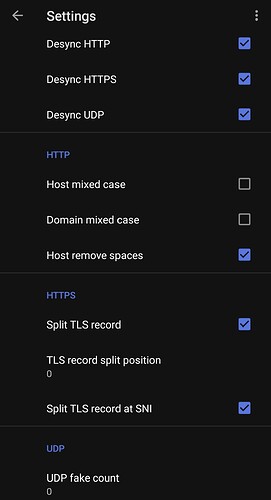 Settings
Desync HTTP
Desync HTTPS
Desync UDP
HTTP
Host mixed case
Domain mixed case
Host remove spaces
HTTPS
Split TLS record
TLS record split position
0
Split TLS record at SNI
UDP
UDP fake count
0